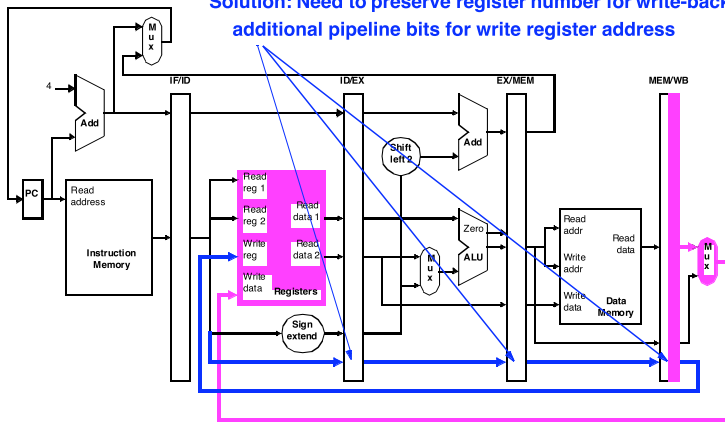 Solution: Need to preserve register number for write-back
additional pipeline bits for write register address
M
u
x
IF/ID
ID/EX
EX/MEM
MEM/WB
4
Add
Add
Shift
left 2
PC
Read
address
Instruction
Memory
Read
reg 1
Read
reg 2
Write
reg
Write
data
Read
data 1
Read
data 2
Registers
Sign
extend
M
u
x
Zero
ALU
Read
addr
Write
addr
Write
data
Read
data
Data
Memory
M
u
x